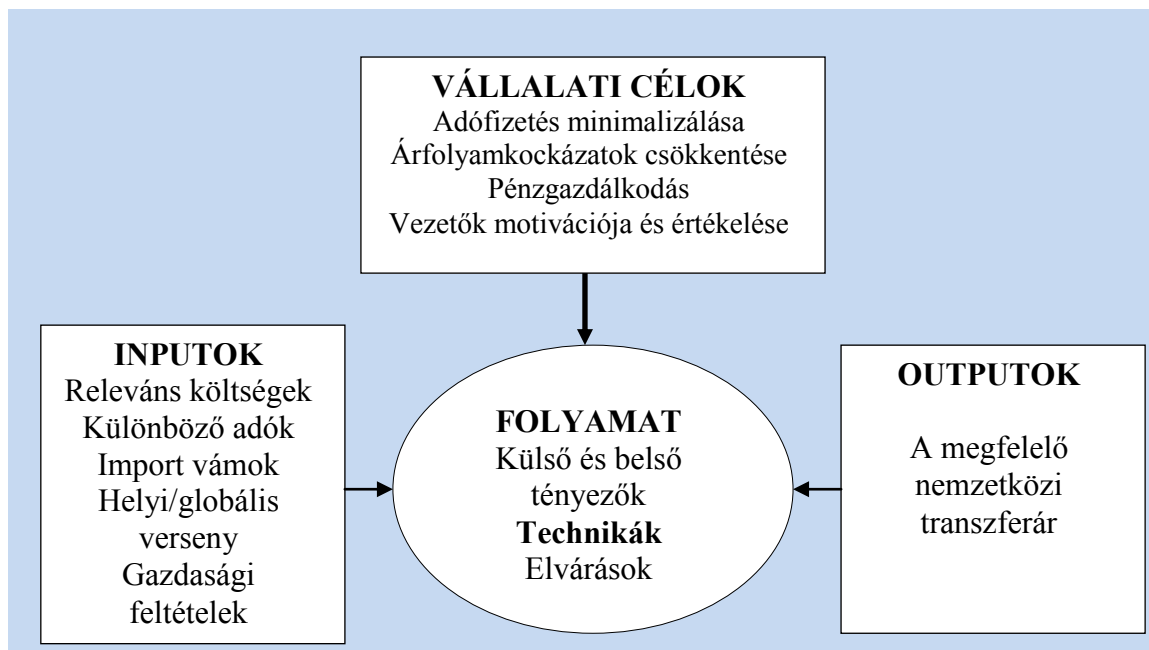 VÁLLALATI CÉLOK
Adófizetés minimalizálása
Árfolyamkockázatok csökkentése
Pénzgazdálkodás
Vezetők motivációja és értékelése
INPUTOK
Releváns költségek
Különböző adók
Import vámok
Helyi/globális
verseny
Gazdasági
feltételek
FOLYAMAT
Külső és belső
tényezők
Technikák
Elvárások
OUTPUTOK
A megfelelő
nemzetközi
transzferár